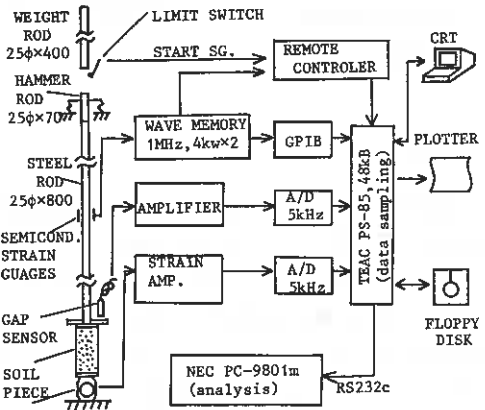 WEIGHT
ROD
25ϕ×400
LIMIT SWITCH
START SG.
REMOTE
CONTROLER
CRT
HAMMER
ROD
25ϕ×70
WAVE MEMORY
1MHz,4kw×2
GPIB
PLOTTER
STEEL
ROD
25ϕ×800
AMPLIFIER
A/D
5kHz
TEAC PS-85,48kB
(data sampling)
SEMICOND.
STRAIN
GUAGES
STRAIN
AMP.
A/D
5kHz
GAP
SENSOR
FLOPPY
DISK
SOIL
PIECE
NEC PC-9801m
(analysis)
RS232c